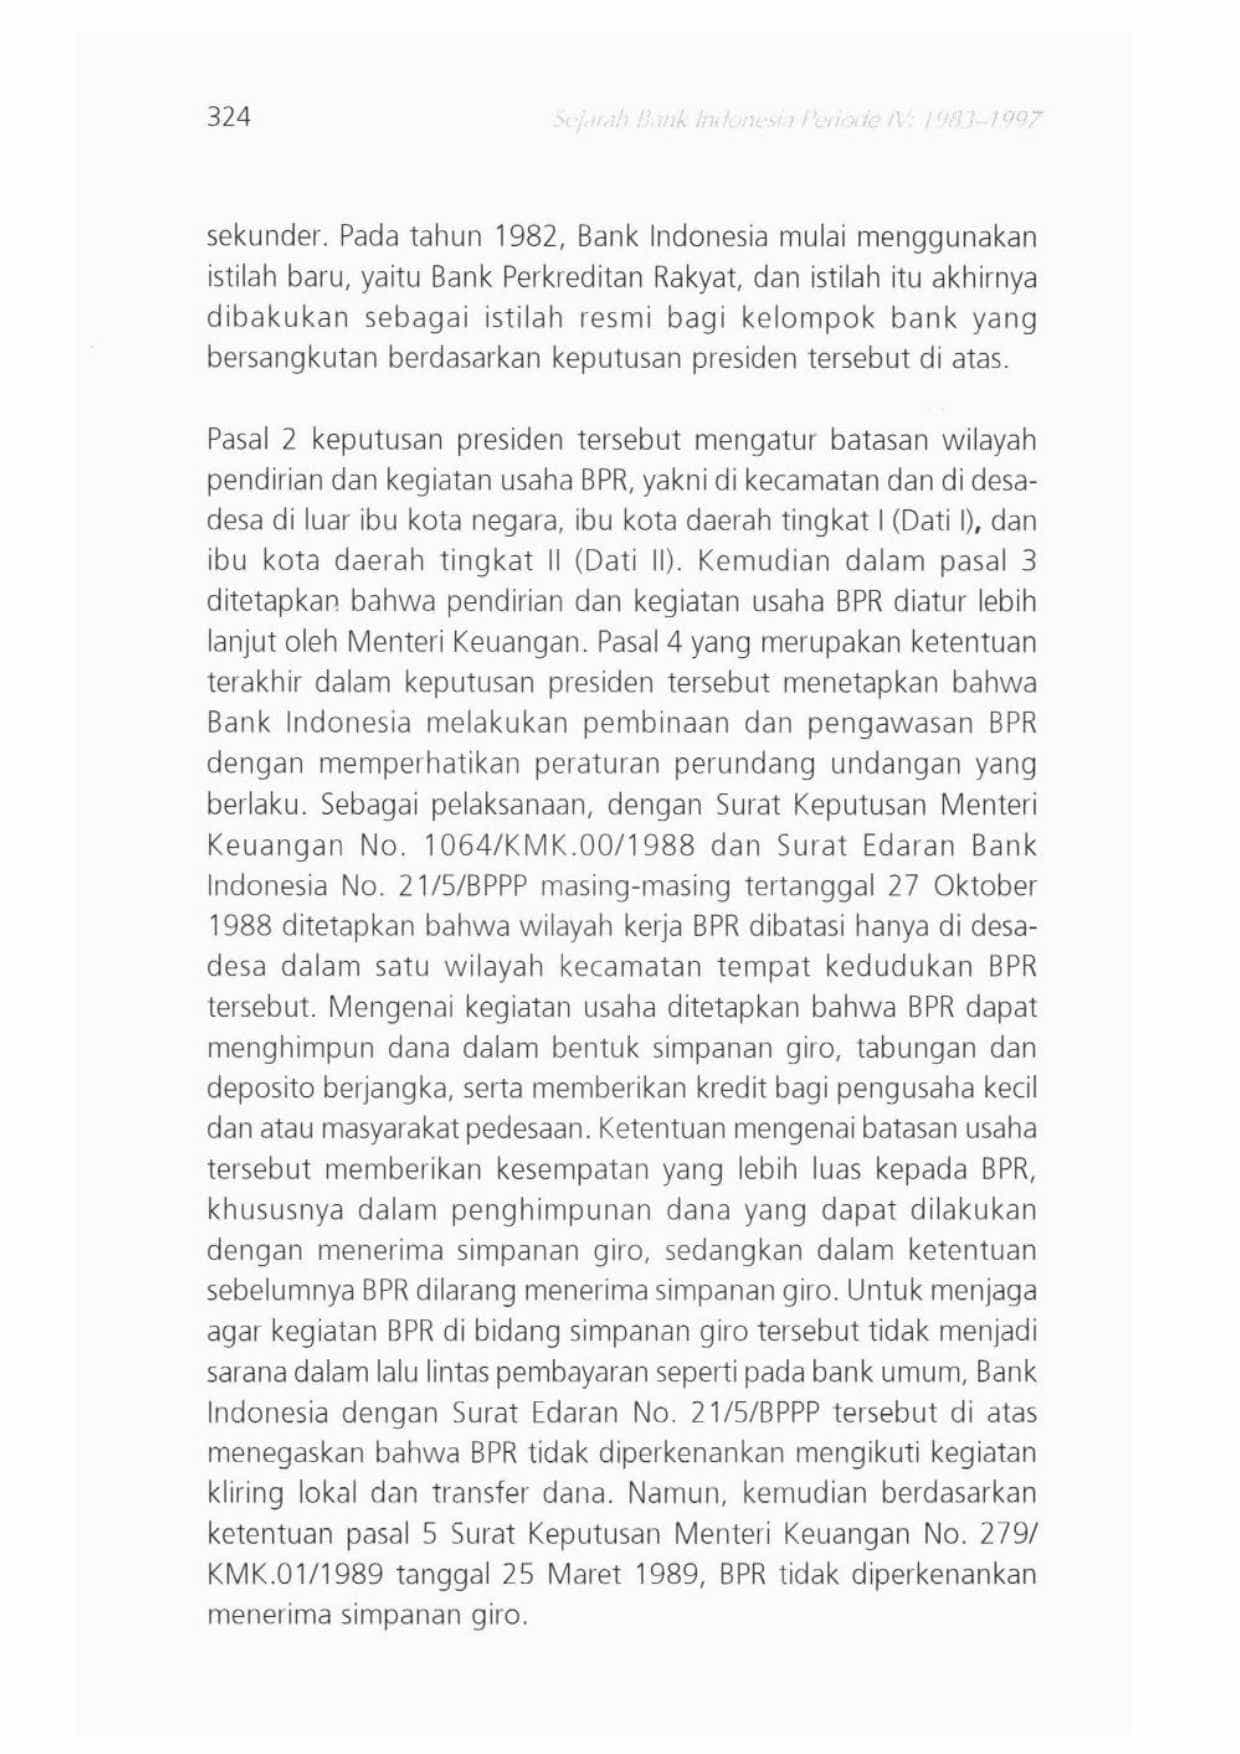 324
Sejarah Bank Indonesia Periode IV: 1983–1997
sekunder. Pada tahun 1982, Bank Indonesia mulai menggunakan
istilah baru, yaitu Bank Perkreditan Rakyat, dan istilah itu akhirnya
dibakukan sebagai istilah resmi bagi kelompok bank yang
bersangkutan berdasarkan keputusan presiden tersebut di atas.
Pasal 2 keputusan presiden tersebut mengatur batasan wilayah
pendirian dan kegiatan usaha BPR, yakni di kecamatan dan di desa-
desa di luar ibu kota negara, ibu kota daerah tingkat I (Dati I), dan
ibu kota daerah tingkat II (Dati II). Kemudian dalam pasal 3
ditetapkan bahwa pendirian dan kegiatan usaha BPR diatur lebih
lanjut oleh Menteri Keuangan. Pasal 4 yang merupakan ketentuan
terakhir dalam keputusan presiden tersebut menetapkan bahwa
Bank Indonesia melakukan pembinaan dan pengawasan BPR
dengan memperhatikan peraturan perundang undangan yang
berlaku. Sebagai pelaksanaan, dengan Surat Keputusan Menteri
Keuangan No. 1064/KMK.00/1988 dan Surat Edaran Bank
Indonesia No. 21/5/BPPP masing-masing tertanggal 27 Oktober
1988 ditetapkan bahwa wilayah kerja BPR dibatasi hanya di desa-
desa dalam satu wilayah kecamatan tempat kedudukan BPR
tersebut. Mengenai kegiatan usaha ditetapkan bahwa BPR dapat
menghimpun dana dalam bentuk simpanan giro, tabungan dan
deposito berjangka, serta memberikan kredit bagi pengusaha kecil
dan atau masyarakat pedesaan. Ketentuan mengenai batasan usaha
tersebut memberikan kesempatan yang lebih luas kepada BPR,
khususnya dalam penghimpunan dana yang dapat dilakukan
dengan menerima simpanan giro, sedangkan dalam ketentuan
sebelumnya BPR dilarang menerima simpanan giro. Untuk menjaga
agar kegiatan BPR di bidang simpanan giro tersebut tidak menjadi
sarana dalam lalu lintas pembayaran seperti pada bank umum, Bank
Indonesia dengan Surat Edaran No. 21/5/BPPP tersebut di atas
menegaskan bahwa BPR tidak diperkenankan mengikuti kegiatan
kliring lokal dan transfer dana. Namun, kemudian berdasarkan
ketentuan pasal 5 Surat Keputusan Menteri Keuangan No. 279/
KMK.01/1989 tanggal 25 Maret 1989, BPR tidak diperkenankan
menerima simpanan giro.